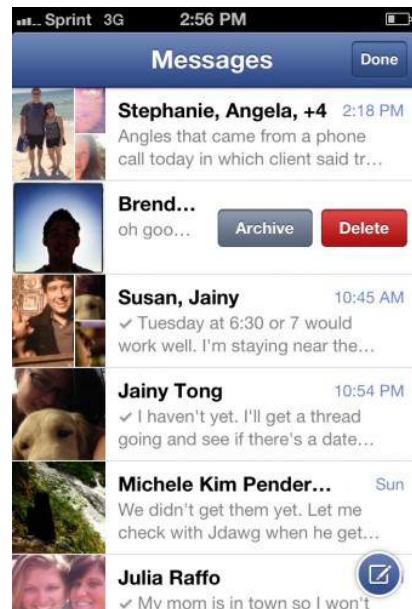 Sprint 3G 2:56 PM
Messages Done
Stephanie, Angela, +4 2:18 PM
Angles that came from a phone
call today in which client said tr...
Brend...
oh goo... Archive Delete
Susan, Jainy 10:45 AM
✓ Tuesday at 6:30 or 7 would
work well. I'm staying near the...
Jainy Tong 10:54 PM
✓ I haven't yet. I'll get a thread
going and see if there's a date...
Michele Kim Pender... Sun
We didn't get them yet. Let me
check with Jdawg when he get...
Julia Raffo
✓ My mom is in town so I won't